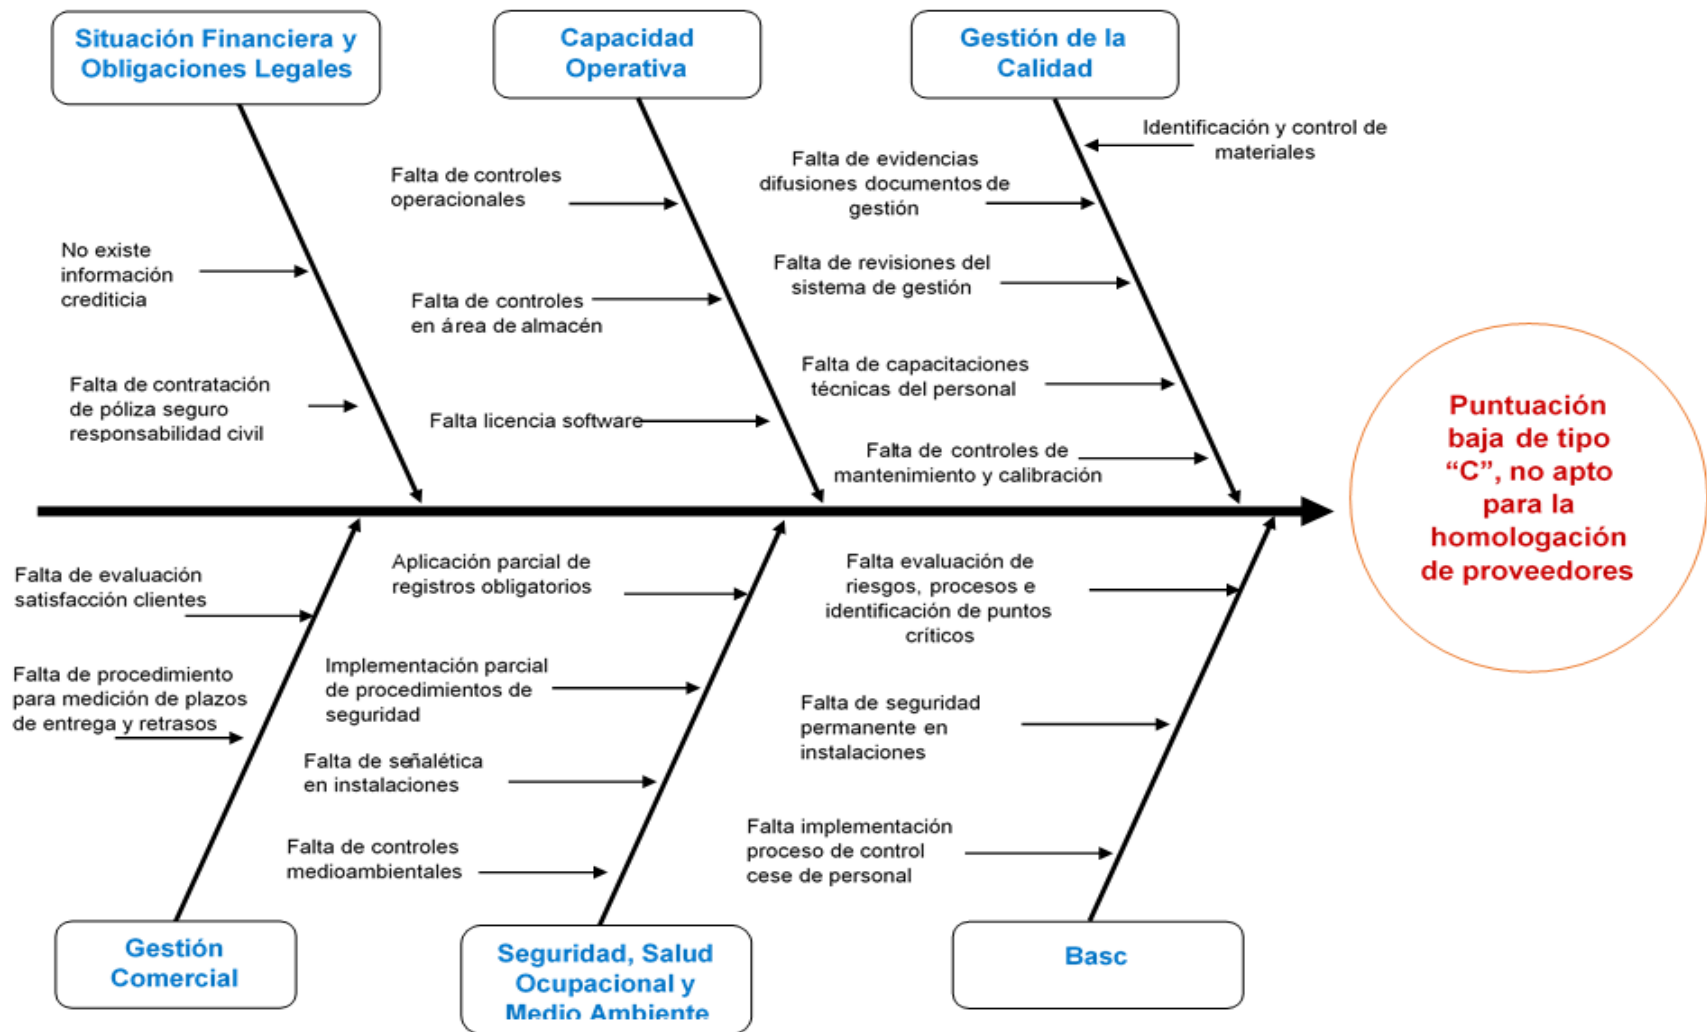 Situación Financiera y
Obligaciones Legales
Capacidad
Operativa
Gestión de la
Calidad
No existe
información
crediticia
Falta de contratación
de póliza seguro
responsabilidad civil
Falta de controles
operacionales
Falta de controles
en área de almacén
Falta licencia software
Identificación y control de
materiales
Falta de evidencias
difusiones documentos de
gestión
Falta de revisiones del
sistema de gestión
Falta de capacitaciones
técnicas del personal
Falta de controles de
mantenimiento y calibración
Puntuación
baja de tipo
“C”, no apto
para la
homologación
de proveedores
Falta de evaluación
satisfacción clientes
Falta de procedimiento
para medición de plazos
de entrega y retrasos
Aplicación parcial de
registros obligatorios
Implementación parcial
de procedimientos de
seguridad
Falta de señalética
en instalaciones
Falta de controles
medioambientales
Falta evaluación de
riesgos, procesos e
identificación de puntos
críticos
Falta de seguridad
permanente en
instalaciones
Falta implementación
proceso de control
cese de personal
Gestión
Comercial
Seguridad, Salud
Ocupacional y
Medio Ambiente
Basc